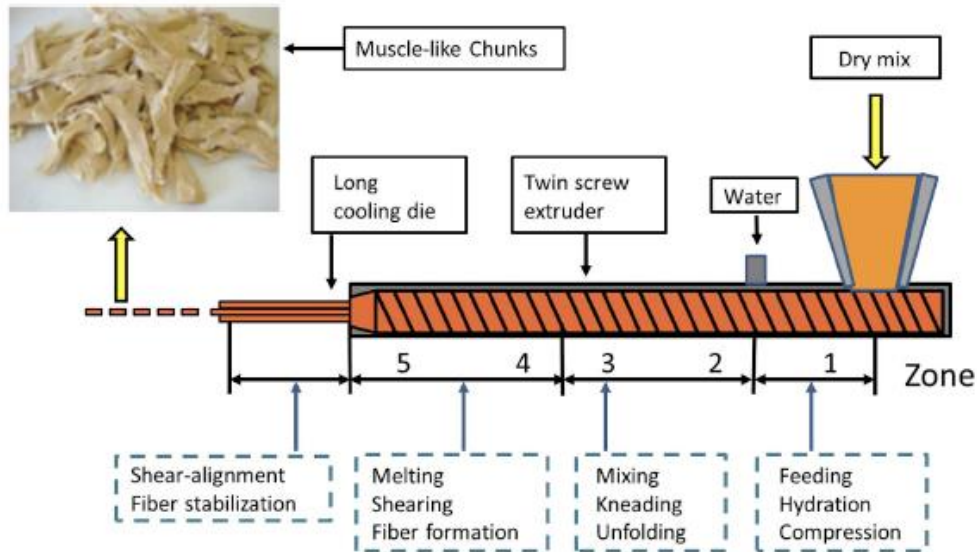 Muscle-like Chunks
Dry mix
Long
cooling die
Twin screw
extruder
Water
5 4 3 2 1 Zone
Shear-alignment
Fiber stabilization
Melting
Shearing
Fiber formation
Mixing
Kneading
Unfolding
Feeding
Hydration
Compression